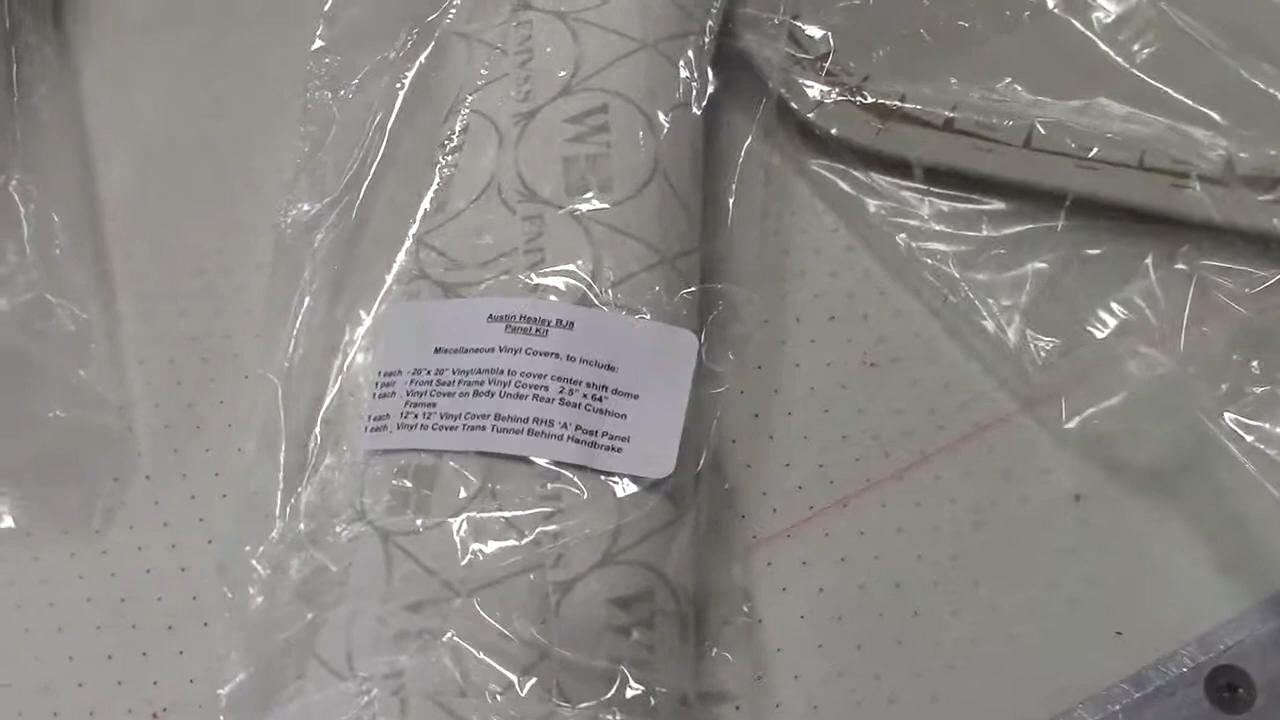 Austin Healey BJ8
Panel Kit
Miscellaneous Vinyl Covers, to include:
1 each - 20"x 20" Vinyl/Ambla to cover center shift dome
1 pair - Front Seat Frame Vinyl Covers 2.5" x 64"
1 each - Vinyl Cover on Body Under Rear Seat Cushion
Frames
1 each - 12"x 12" Vinyl Cover Behind RHS 'A' Post Panel
1 each - Vinyl to Cover Trans Tunnel Behind Handbrake